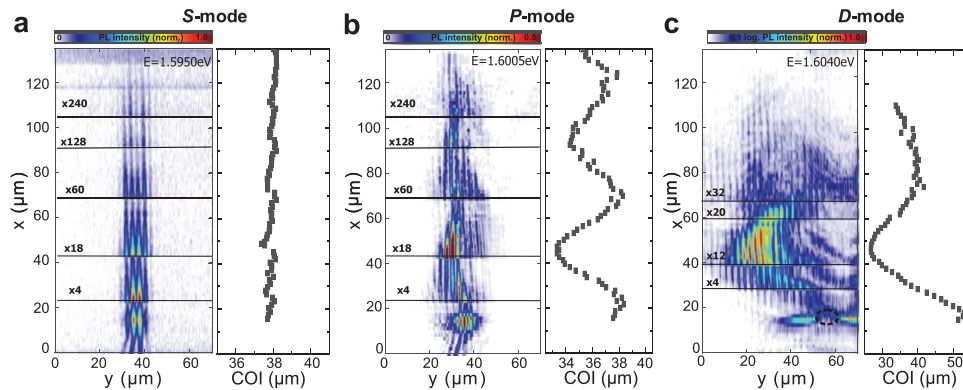 a S-mode
0 PL intensity (norm.) 1.0
E=1.5950eV
x240
x128
x60
x18
x4
120
100
80
60
40
20
0
x (µm)
0 20 40 60
y (µm)
36 38 40
COI (µm)
b P-mode
0 PL intensity (norm.) 0.5
E=1.6005eV
x240
x128
x60
x18
x4
120
100
80
60
40
20
0
x (µm)
0 20 40 60
y (µm)
34 36 38 40
COI (µm)
c D-mode
0.1 log. PL intensity (norm.) 1.0
E=1.6040eV
x32
x20
x12
x4
120
100
80
60
40
20
0
x (µm)
0 20 40 60
y (µm)
30 40 50
COI (µm)